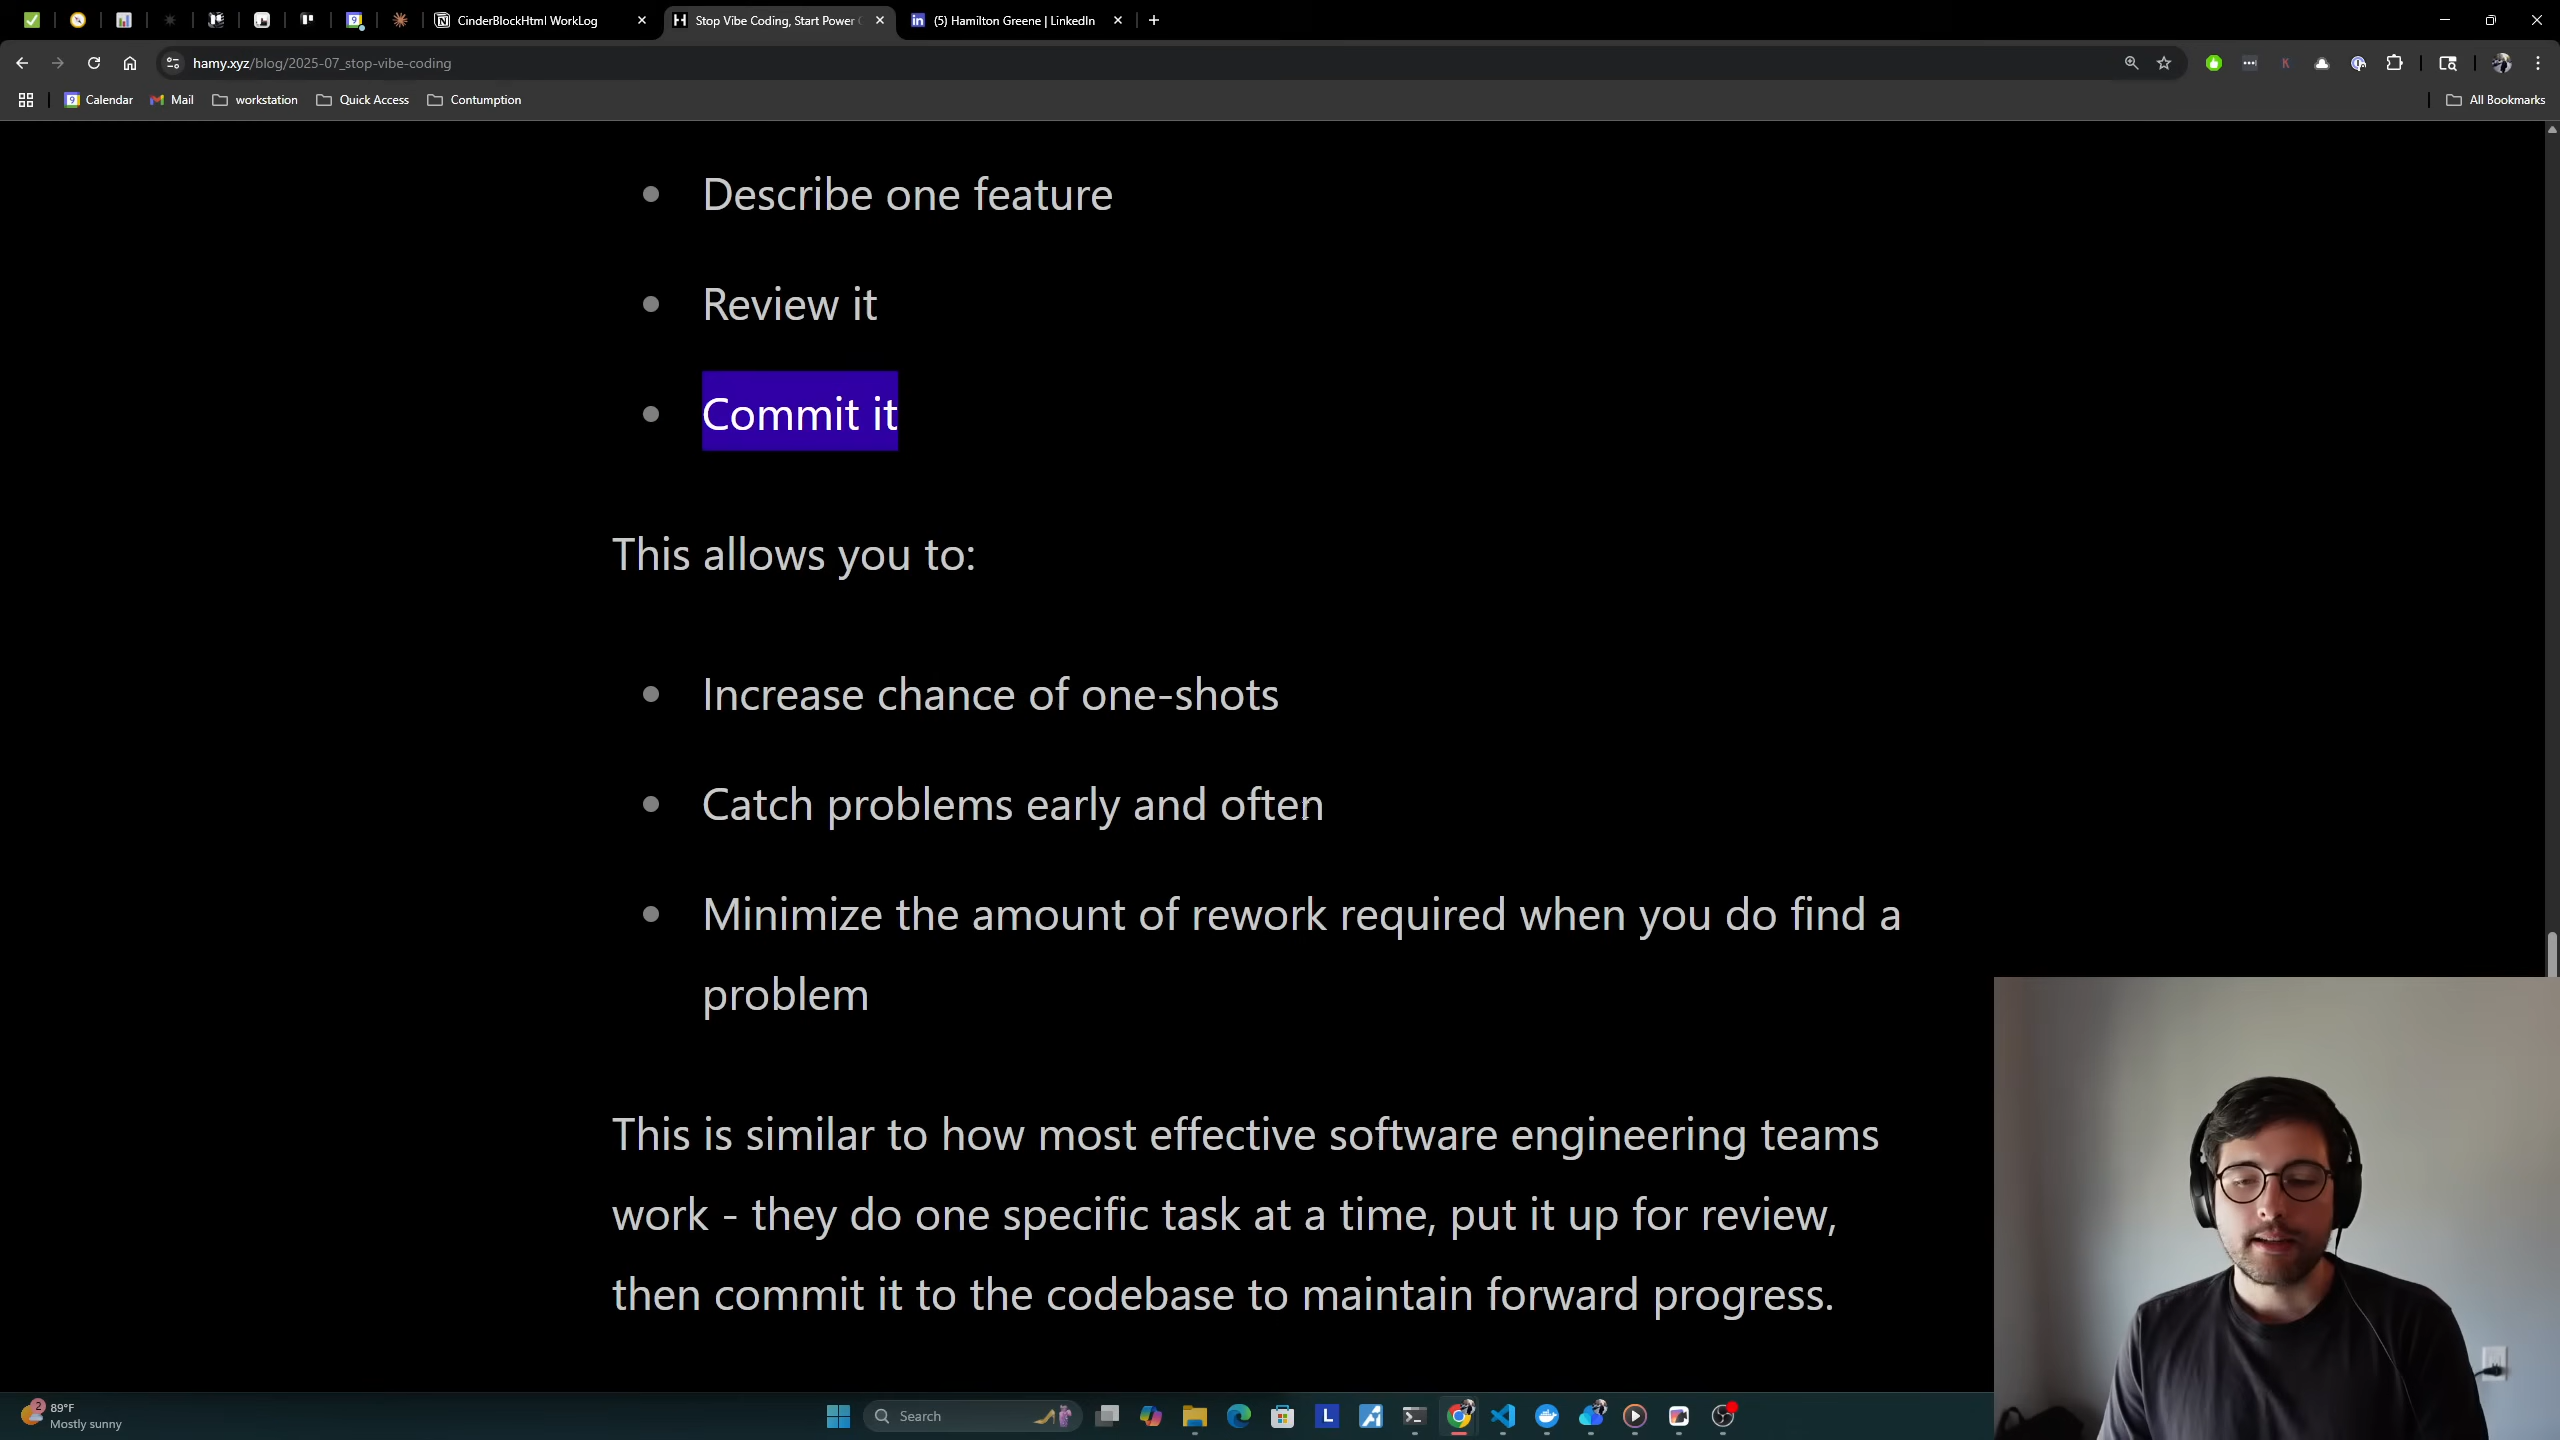 CinderBlockHtml WorkLog
Stop Vibe Coding, Start Power
(5) Hamilton Greene | LinkedIn
hamy.xyz/blog/2025-07_stop-vibe-coding
Calendar
Mail
workstation
Quick Access
Contumption
All Bookmarks
Describe one feature
Review it
Commit it
This allows you to:
Increase chance of one-shots
Catch problems early and often
Minimize the amount of rework required when you do find a
problem
This is similar to how most effective software engineering teams
work - they do one specific task at a time, put it up for review,
then commit it to the codebase to maintain forward progress.
2
89°F
Mostly sunny
Search